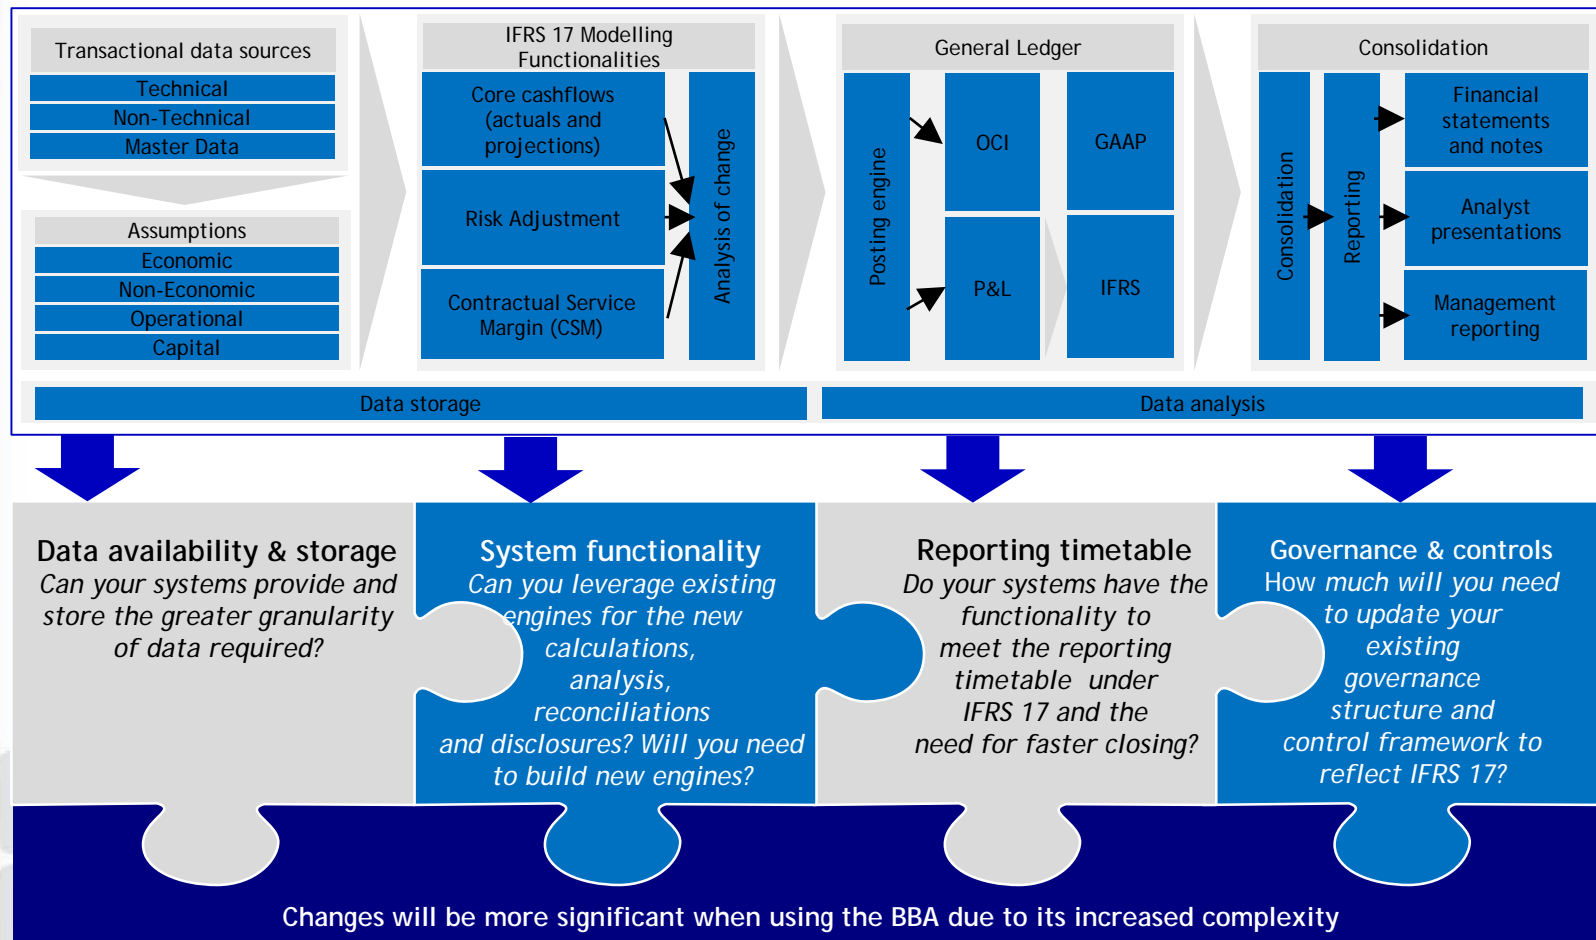 Transactional data sources
Technical
Non-Technical
Master Data
Assumptions
Economic
Non-Economic
Operational
Capital
IFRS 17 Modelling
Functionalities
Core cashflows
(actuals and
projections)
Risk Adjustment
Contractual Service
Margin (CSM)
Analysis of change
General Ledger
Posting engine
OCI
GAAP
P&L
IFRS
Consolidation
Consolidation
Reporting
Financial
statements
and notes
Analyst
presentations
Management
reporting
Data storage
Data analysis
Data availability & storage
Can your systems provide and
store the greater granularity
of data required?
System functionality
Can you leverage existing
engines for the new
calculations,
analysis,
reconciliations
and disclosures? Will you need
to build new engines?
Reporting timetable
Do your systems have the
functionality to
meet the reporting
timetable under
IFRS 17 and the
need for faster closing?
Governance & controls
How much will you need
to update your
existing
governance
structure and
control framework to
reflect IFRS 17?
Changes will be more significant when using the BBA due to its increased complexity